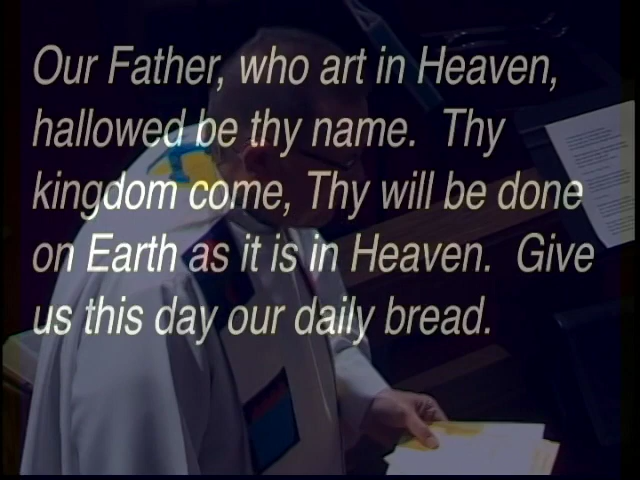 Our Father, who art in Heaven,
hallowed be thy name. Thy
kingdom come, Thy will be done
on Earth as it is in Heaven. Give
us this day our daily bread.